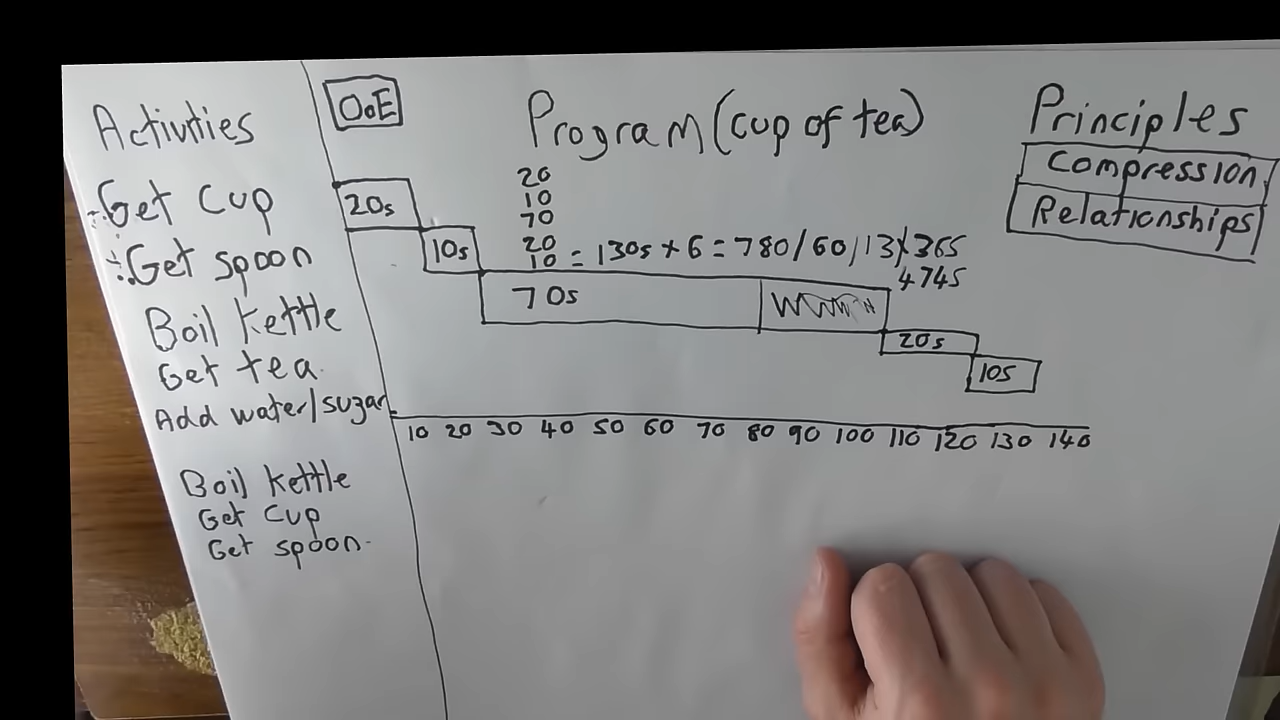 Activities
OoE
Program (cup of tea)
Principles
Compression
Relationships
Get Cup
20s
Get spoon
10s
20
10
70
20
10 = 130s × 6 = 780/60, 13 × 365
4745
Boil kettle
70s
Get tea
20s
Add water/sugar
10s
10 20 30 40 50 60 70 80 90 100 110 120 130 140
Boil kettle
Get Cup
Get spoon